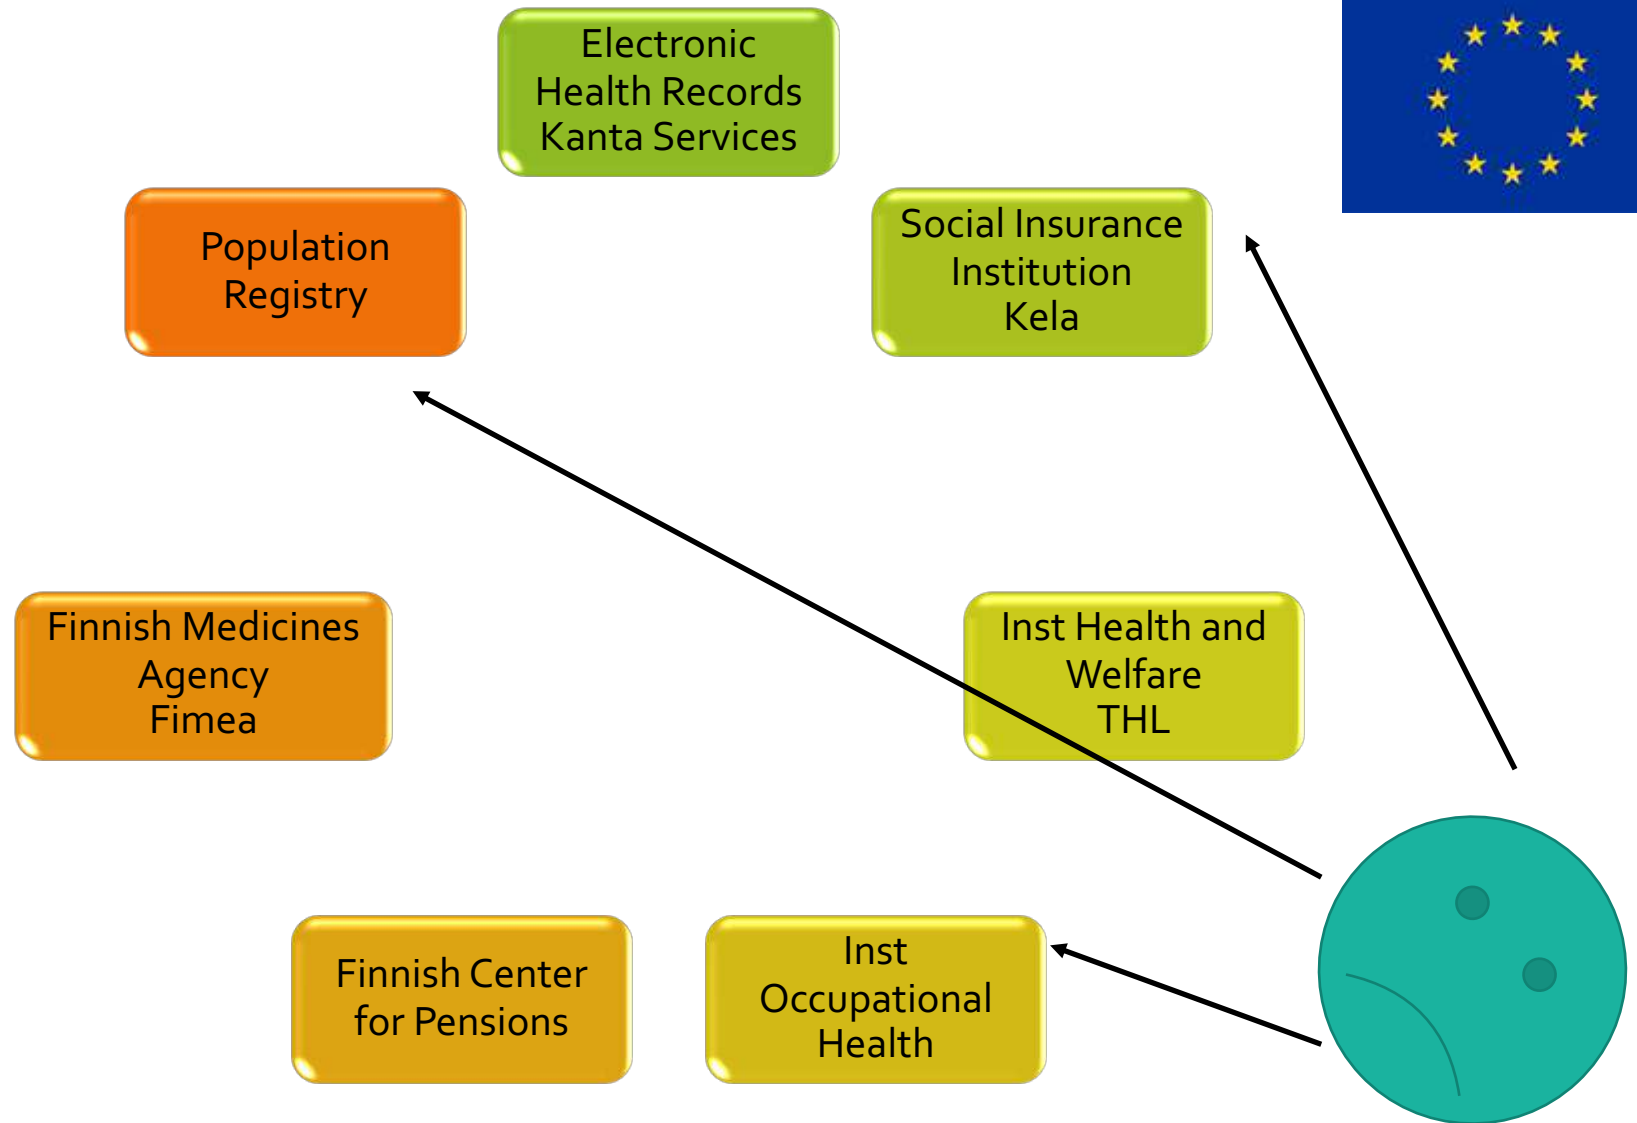 Electronic
Health Records
Kanta Services
Population
Registry
Social Insurance
Institution
Kela
Finnish Medicines
Agency
Fimea
Inst Health and
Welfare
THL
Finnish Center
for Pensions
Inst
Occupational
Health